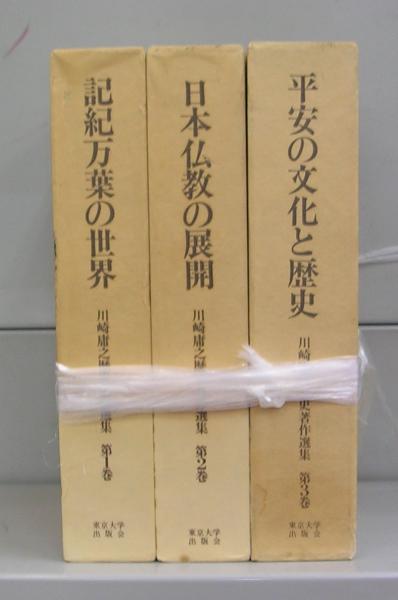 記紀万葉の世界
川崎庸之歴 選集 第1巻
東京大学
出版会
日本仏教の展開
川崎庸之歴 選集 第2巻
東京大学
出版会
平安の文化と歴史
川崎 史著作選集 第3巻
東京大学
出版会